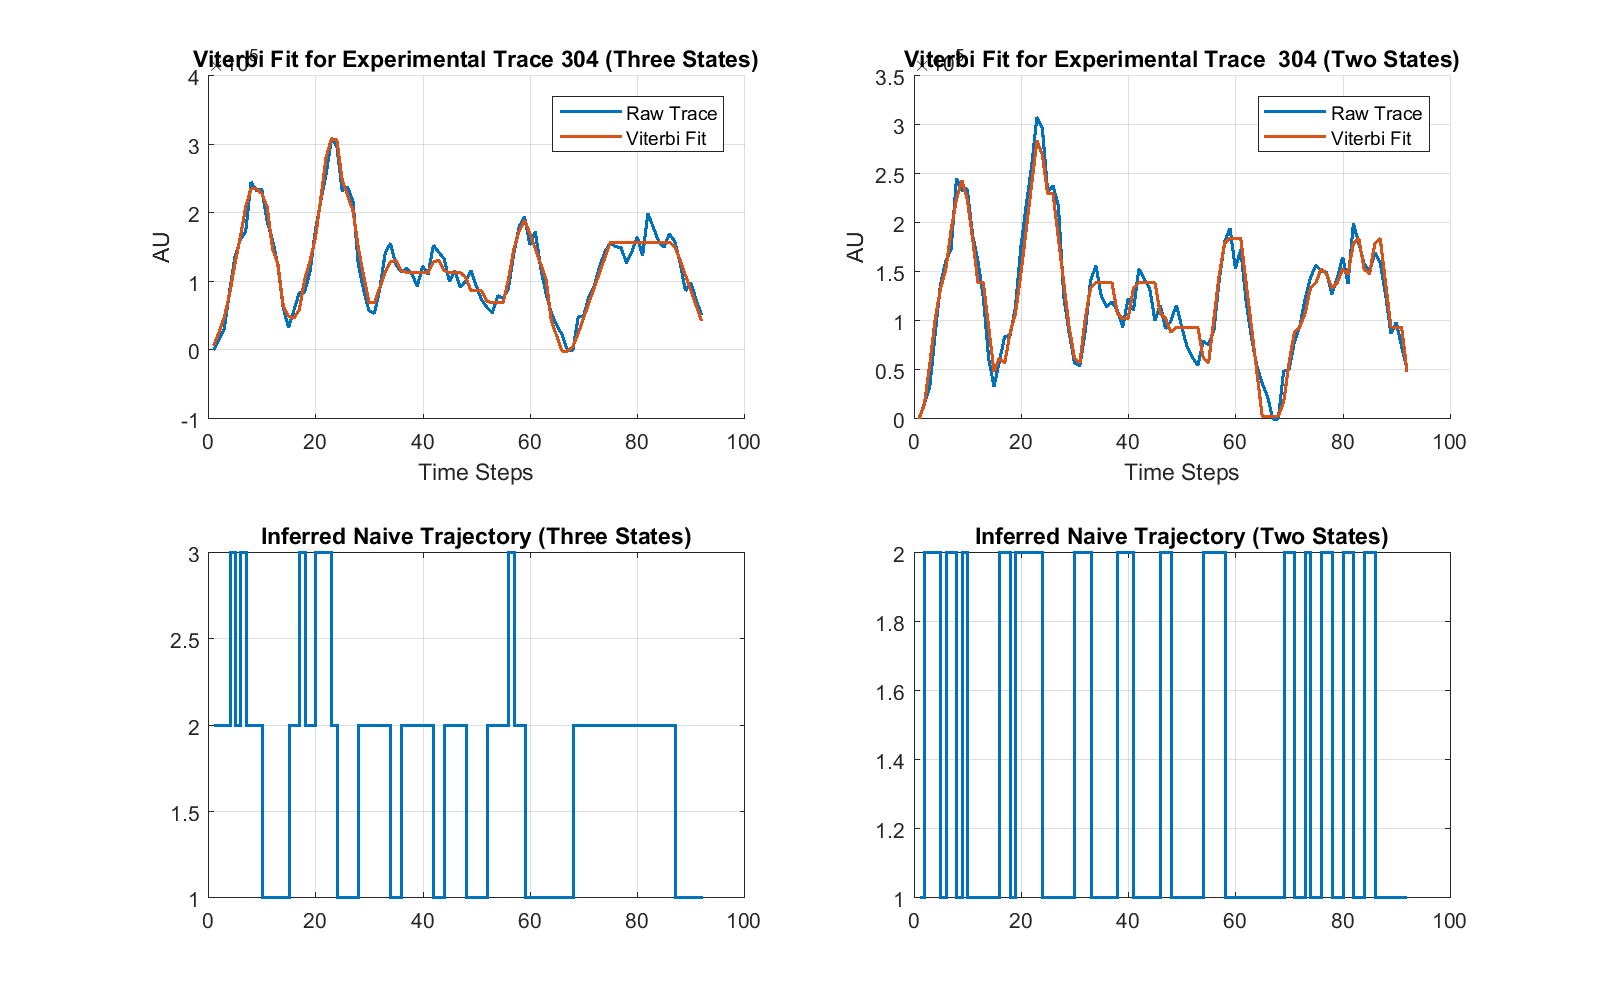 Viterbi Fit for Experimental Trace 304 (Three States)
×10^5
4
3
2
1
0
-1
AU
Raw Trace
Viterbi Fit
0 20 40 60 80 100
Time Steps
Viterbi Fit for Experimental Trace  304 (Two States)
×10^5
3.5
3
2.5
2
1.5
1
0.5
0
AU
Raw Trace
Viterbi Fit
0 20 40 60 80 100
Time Steps
Inferred Naive Trajectory (Three States)
3
2.5
2
1.5
1
0 20 40 60 80 100
Inferred Naive Trajectory (Two States)
2
1.8
1.6
1.4
1.2
1
0 20 40 60 80 100